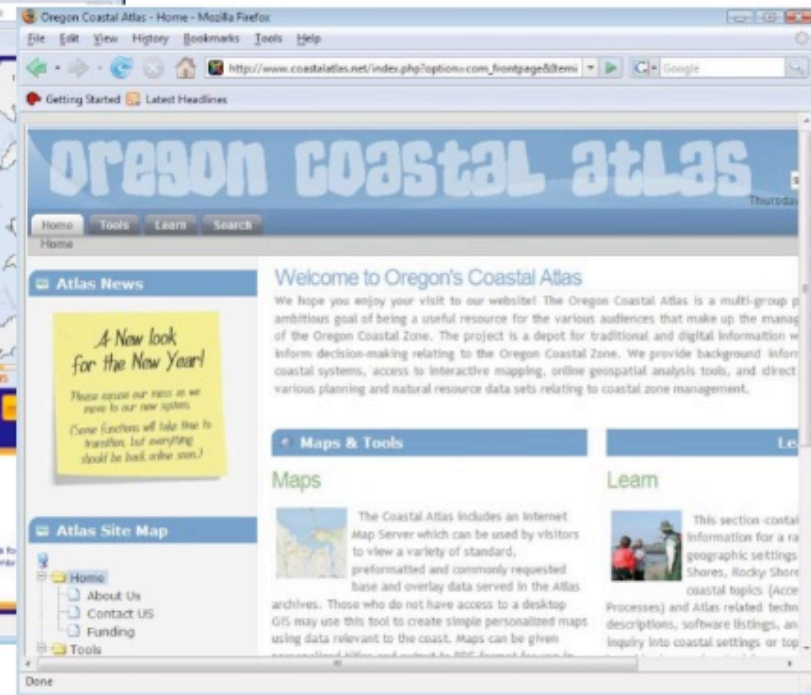 Oregon Coastal Atlas - Home - Mozilla Firefox
File Edit View History Bookmarks Tools Help
http://www.coastalatlas.net/index.php?option=com_frontpage&Itemi
Google
Getting Started Latest Headlines
oregon coastal atlas
Thursday
Home Tools Learn Search
Home
Atlas News
A New look
for the New Year!
Please excuse our mess as we
move to our new system.
(Some functions will take time to
transition, but everything
should be back online soon.)
Atlas Site Map
Home
About Us
Contact US
Funding
Tools
Welcome to Oregon's Coastal Atlas
We hope you enjoy your visit to our website! The Oregon Coastal Atlas is a multi-group p
ambitious goal of being a useful resource for the various audiences that make up the manag
of the Oregon Coastal Zone. The project is a depot for traditional and digital information w
inform decision-making relating to the Oregon Coastal Zone. We provide background inform
coastal systems, access to interactive mapping, online geospatial analysis tools, and direct
various planning and natural resource data sets relating to coastal zone management.
Maps & Tools
Maps
The Coastal Atlas includes an Internet
Map Server which can be used by visitors
to view a variety of standard,
preformatted and commonly requested
base and overlay data served in the Atlas
archives. Those who do not have access to a desktop
GIS may use this tool to create simple personalized maps
using data relevant to the coast. Maps can be given
Le
Learn
This section contai
information for a ra
geographic settings
Shores, Rocky Shore
coastal topics (Acce
Processes) and Atlas related techn
descriptions, software listings, an
inquiry into coastal settings or top
Done